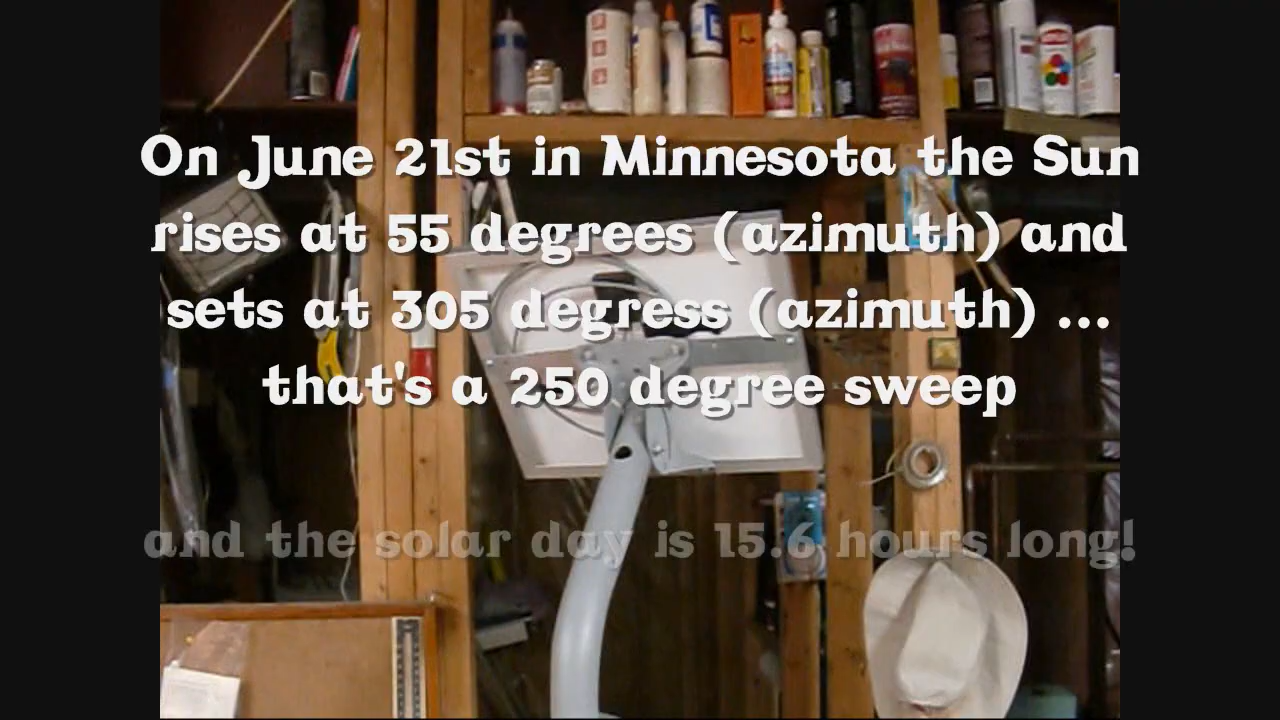 On June 21st in Minnesota the Sun
rises at 55 degrees (azimuth) and
sets at 305 degress (azimuth) ...
that's a 250 degree sweep
and the solar day is 15.6 hours long!